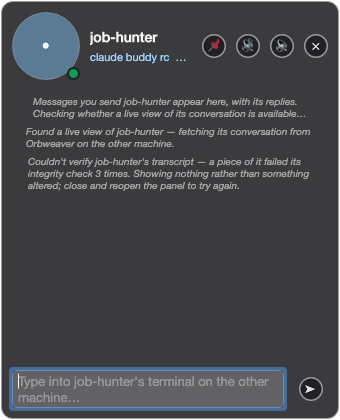 job-hunter
claude buddy rc …
Messages you send job-hunter appear here, with its replies.
Checking whether a live view of its conversation is available…
Found a live view of job-hunter — fetching its conversation from
Orbweaver on the other machine.
Couldn't verify job-hunter's transcript — a piece of it failed its
integrity check 3 times. Showing nothing rather than something
altered; close and reopen the panel to try again.
Type into job-hunter's terminal on the other
machine…